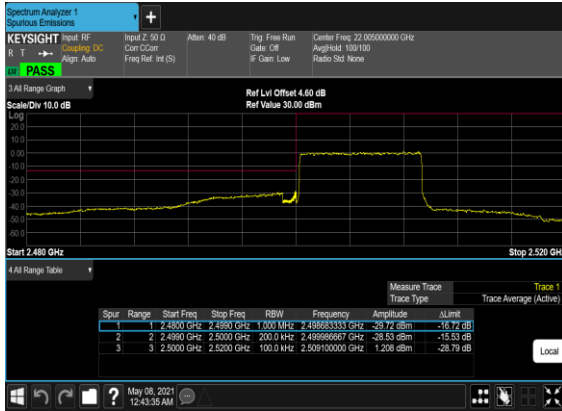 Spectrum Analyzer 1
Spurious Emissions
KEYSIGHT Input: RF Input Z: 50 Ω Atten: 40 dB Trig: Free Run Center Freq: 22.005000000 GHz
R T Coupling: DC Corr CCorr Gate: Off Avg|Hold: 100/100
Align: Auto Freq Ref: Int (S) IF Gain: Low Radio Std: None
PASS
3 All Range Graph
Ref Lvl Offset 4.60 dB
Scale/Div 10.0 dB Ref Value 30.00 dBm
Log
20.0
10.0
0.00
-10.0
-20.0
-30.0
-40.0
-50.0
-60.0
Start 2.480 GHz Stop 2.520 GH
4 All Range Table
Measure Trace Trace 1
Trace Type Trace Average (Active)
Spur Range Start Freq Stop Freq RBW Frequency Amplitude ΔLimit
1 1 2.4800 GHz 2.4990 GHz 1.000 MHz 2.498683333 GHz -29.72 dBm -16.72 dB
2 2 2.4990 GHz 2.5000 GHz 200.0 kHz 2.499986667 GHz -28.53 dBm -15.53 dB
3 3 2.5000 GHz 2.5200 GHz 100.0 kHz 2.509100000 GHz 1.208 dBm -28.79 dB
Local
? May 08, 2021
12:43:35 AM